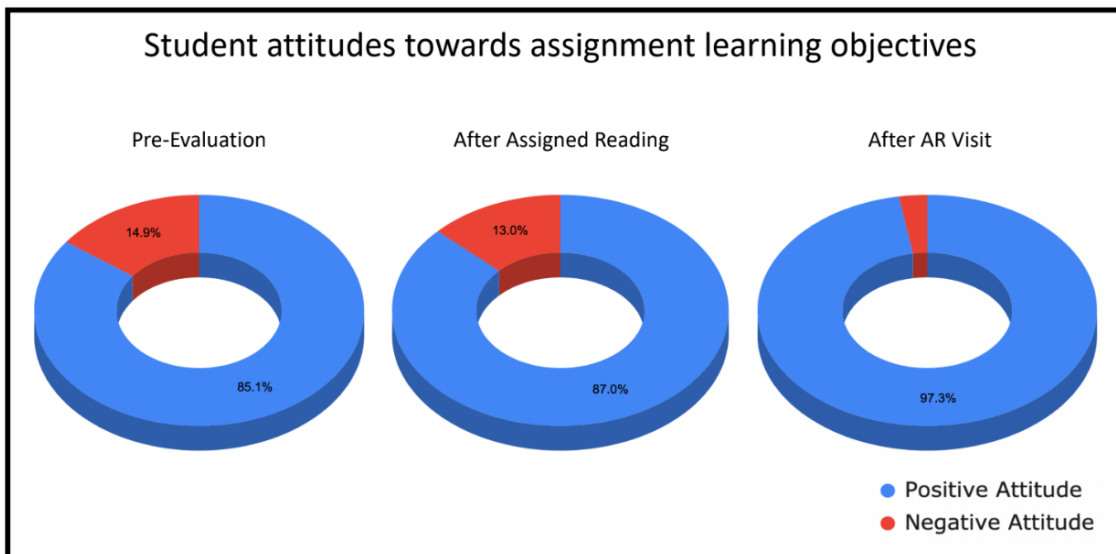 Student attitudes towards assignment learning objectives
Pre-Evaluation
After Assigned Reading
After AR Visit
14.9%
85.1%
13.0%
87.0%
97.3%
Positive Attitude
Negative Attitude